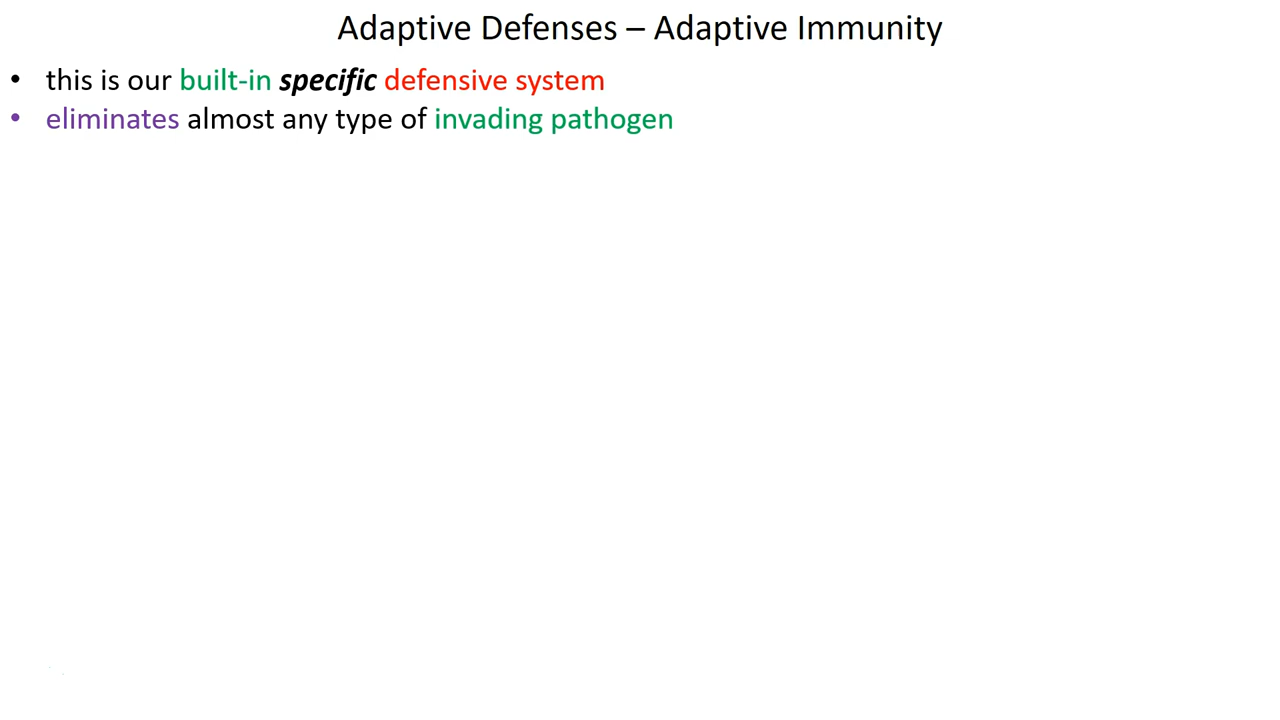 Adaptive Defenses – Adaptive Immunity
• this is our built-in specific defensive system
• eliminates almost any type of invading pathogen